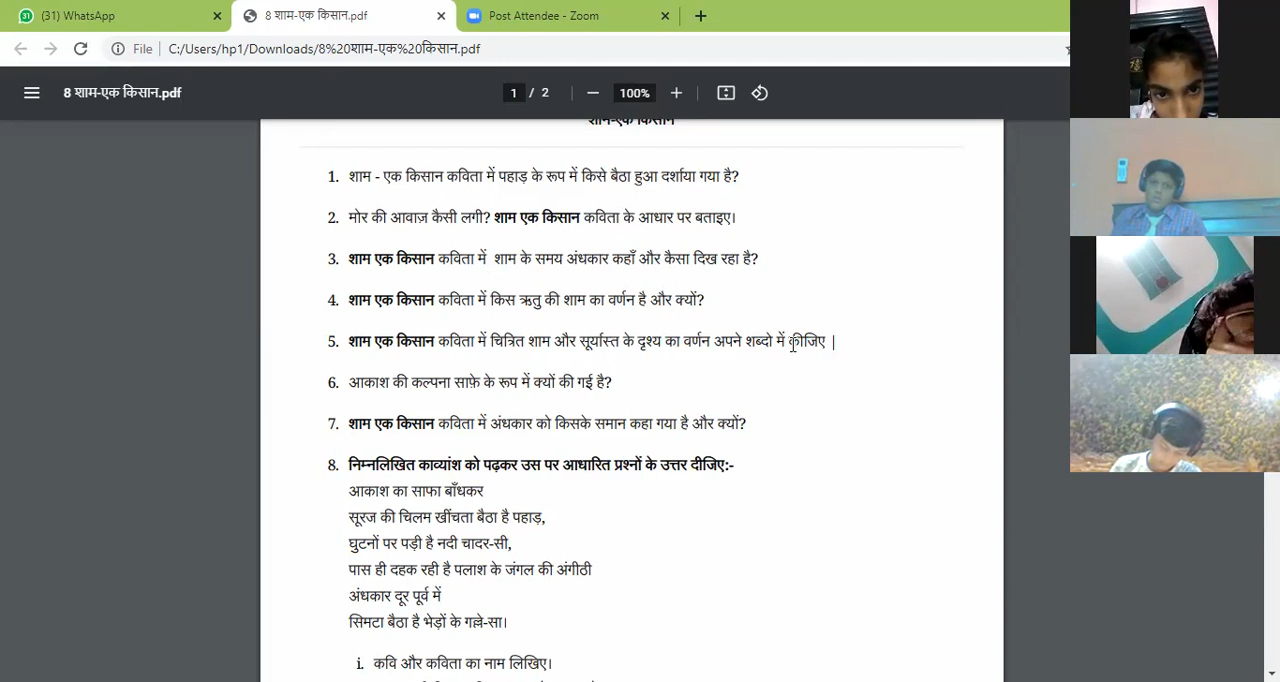 (31) WhatsApp
8 शाम-एक किसान.pdf
Post Attendee - Zoom
File
C:/Users/hp1/Downloads/8%20शाम-एक%20किसान.pdf
8 शाम-एक किसान.pdf
1 / 2
100%
शाम-एक किसान
1. शाम - एक किसान कविता में पहाड़ के रूप में किसे बैठा हुआ दर्शाया गया है?
2. मोर की आवाज़ कैसी लगी? शाम एक किसान कविता के आधार पर बताइए।
3. शाम एक किसान कविता में शाम के समय अंधकार कहाँ और कैसा दिख रहा है?
4. शाम एक किसान कविता में किस ऋतु की शाम का वर्णन है और क्यों?
5. शाम एक किसान कविता में चित्रित शाम और सूर्यास्त के दृश्य का वर्णन अपने शब्दो में कीजिए |
6. आकाश की कल्पना साफ़े के रूप में क्यों की गई है?
7. शाम एक किसान कविता में अंधकार को किसके समान कहा गया है और क्यों?
8. निम्नलिखित काव्यांश को पढ़कर उस पर आधारित प्रश्नों के उत्तर दीजिए:-
आकाश का साफा बाँधकर
सूरज की चिलम खींचता बैठा है पहाड़,
घुटनों पर पड़ी है नदी चादर-सी,
पास ही दहक रही है पलाश के जंगल की अंगीठी
अंधकार दूर पूर्व में
सिमटा बैठा है भेड़ों के गल्ले-सा।
i. कवि और कविता का नाम लिखिए।